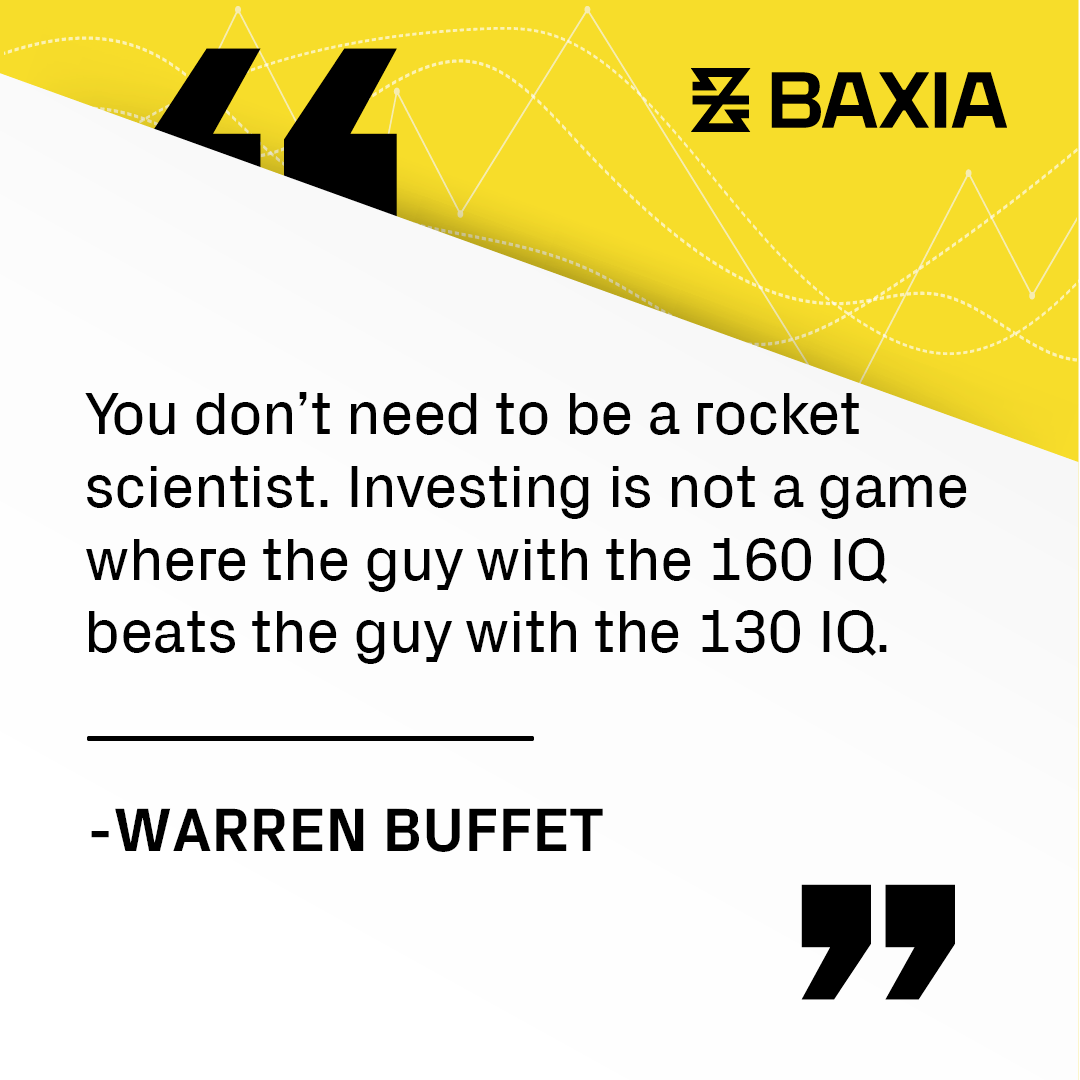 BAXIA
You don’t need to be a rocket
scientist. Investing is not a game
where the guy with the 160 IQ
beats the guy with the 130 IQ.
-WARREN BUFFET